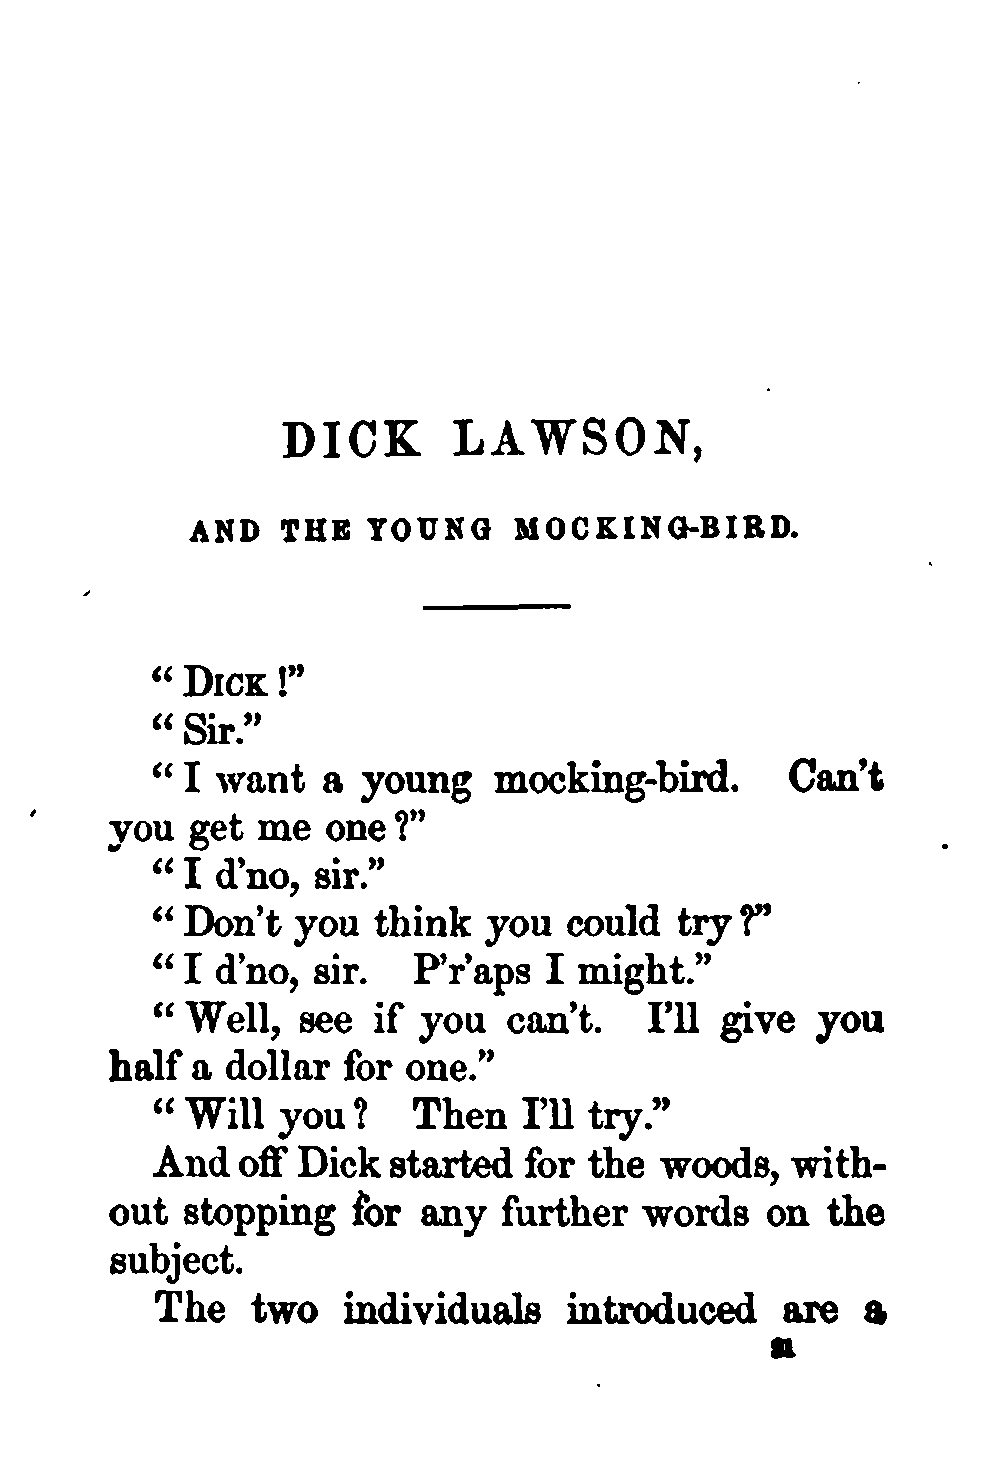 DICK LAWSON,
AND THE YOUNG MOCKING-BIRD.
“ DICK !”
“ Sir.”
“ I want a young mocking-bird. Can’t
you get me one ?”
“ I d’no, sir.”
“ Don’t you think you could try ?”
“ I d’no, sir. P’r’aps I might.”
“ Well, see if you can’t. I’ll give you
half a dollar for one.”
“ Will you ? Then I’ll try.”
And off Dick started for the woods, with-
out stopping for any further words on the
subject.
The two individuals introduced are a